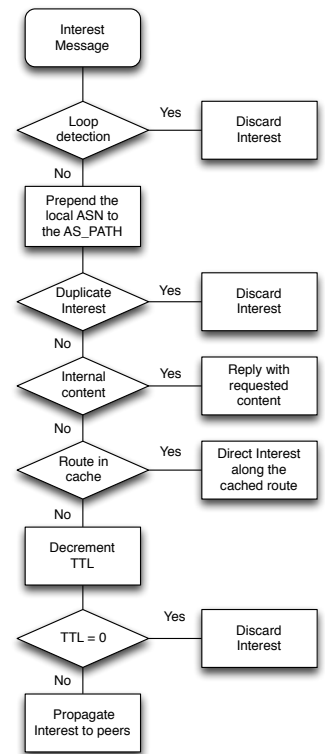 Interest
Message
Loop
detection
Yes
Discard
Interest
No
Prepend the
local ASN to
the AS_PATH
Duplicate
Interest
Yes
Discard
Interest
No
Internal
content
Yes
Reply with
requested
content
No
Route in
cache
Yes
Direct Interest
along the
cached route
No
Decrement
TTL
TTL = 0
Yes
Discard
Interest
No
Propagate
Interest to peers